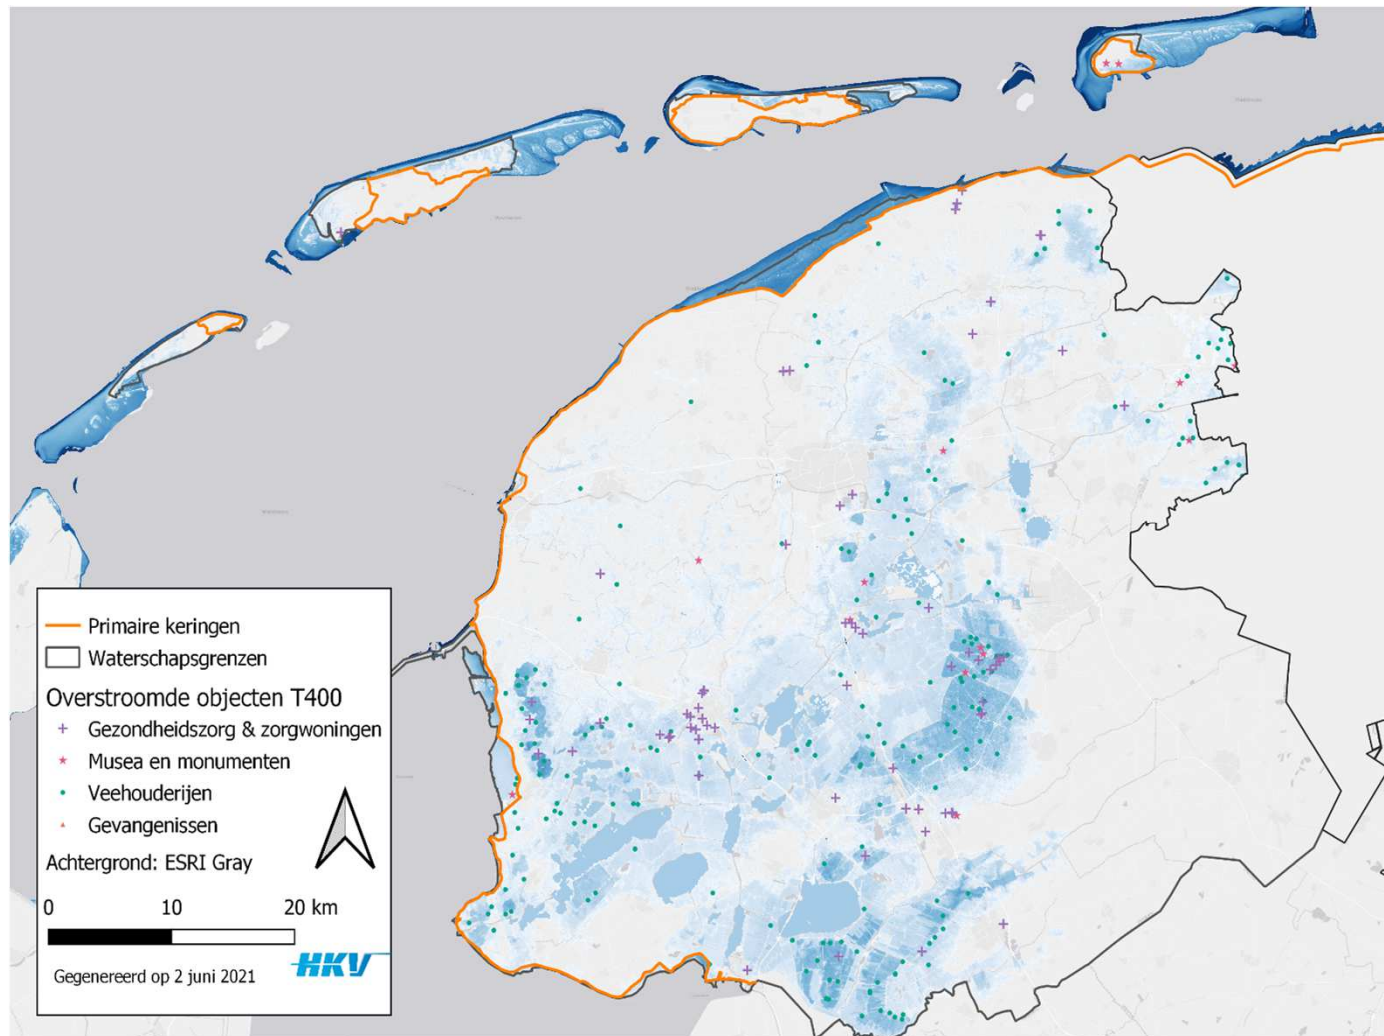 Primaire keringen
Waterschapsgrenzen
Overstroomde objecten T400
Gezondheidszorg & zorgwoningen
Musea en monumenten
Veehouderijen
Gevangenissen
Achtergrond: ESRI Gray
0 10 20 km
HKV
Gegenereerd op 2 juni 2021